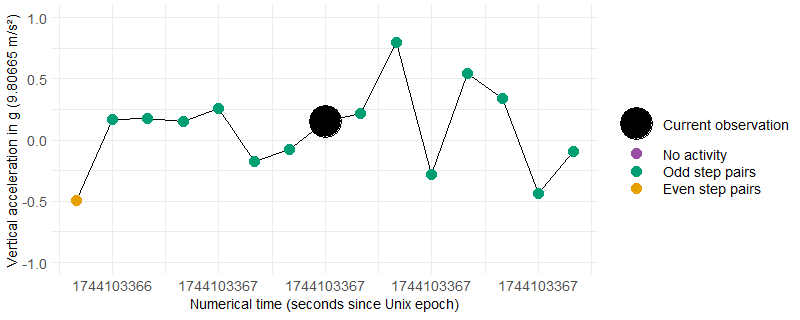 Vertical acceleration in g (9.80665 m/s²)
1.0
0.5
0.0
-0.5
-1.0
1744103366 1744103367 1744103367 1744103367 1744103367
Numerical time (seconds since Unix epoch)
Current observation
No activity
Odd step pairs
Even step pairs